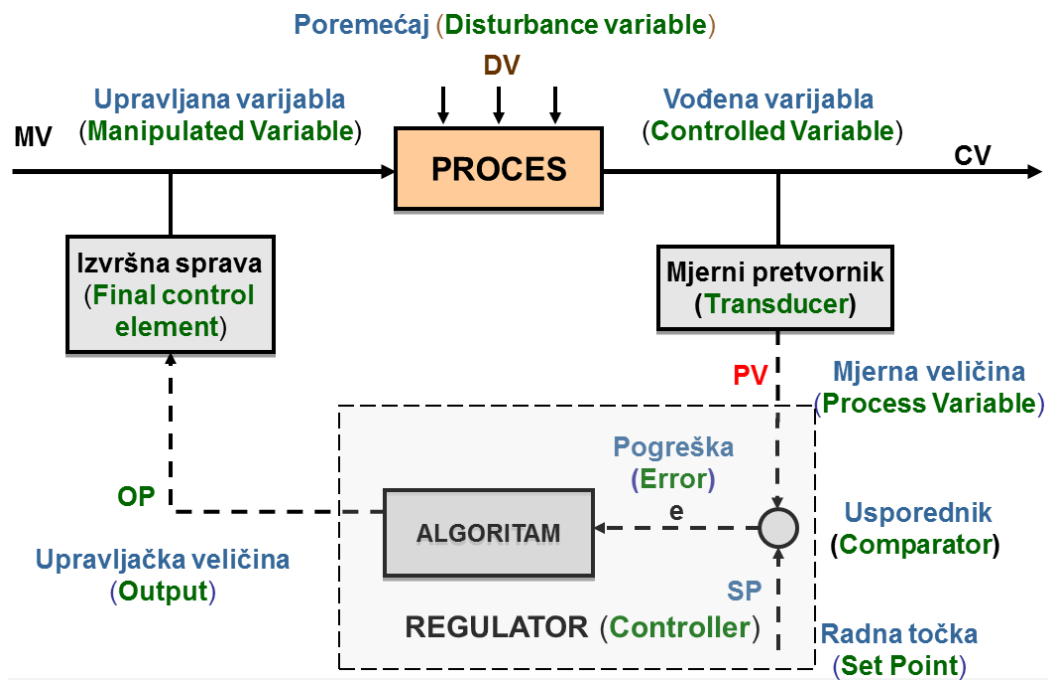 Poremećaj (Disturbance variable)
DV
Upravljana varijabla
(Manipulated Variable)
Vođena varijabla
(Controlled Variable)
MV
PROCES
CV
Izvršna sprava
(Final control
element)
Mjerni pretvornik
(Transducer)
PV
Mjerna veličina
(Process Variable)
Pogreška
(Error)
e
OP
ALGORITAM
Usporednik
(Comparator)
Upravljačka veličina
(Output)
SP
REGULATOR (Controller)
Radna točka
(Set Point)